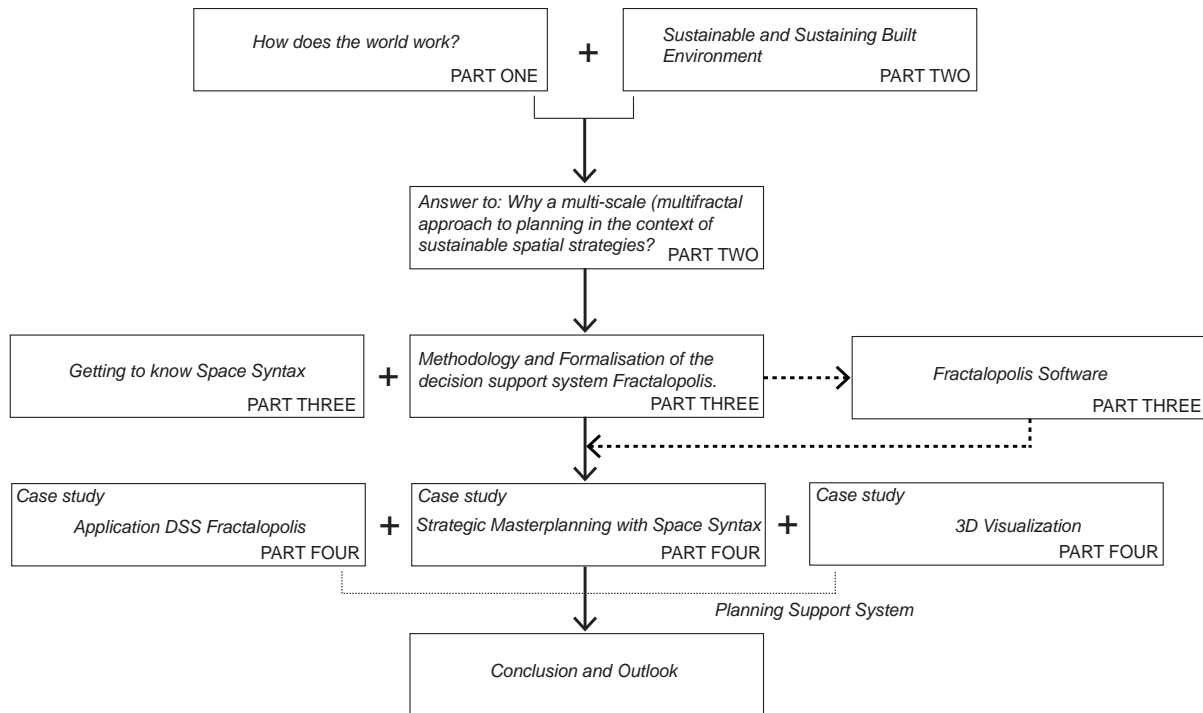 How does the world work?
PART ONE
+
Sustainable and Sustaining Built
Environment
PART TWO
Answer to: Why a multi-scale (multifractal
approach to planning in the context of
sustainable spatial strategies?
PART TWO
Getting to know Space Syntax
PART THREE
+
Methodology and Formalisation of the
decision support system Fractalopolis.
PART THREE
Fractalopolis Software
PART THREE
Case study
Application DSS Fractalopolis
PART FOUR
+
Case study
Strategic Masterplanning with Space Syntax
PART FOUR
+
Case study
3D Visualization
PART FOUR
Planning Support System
Conclusion and Outlook